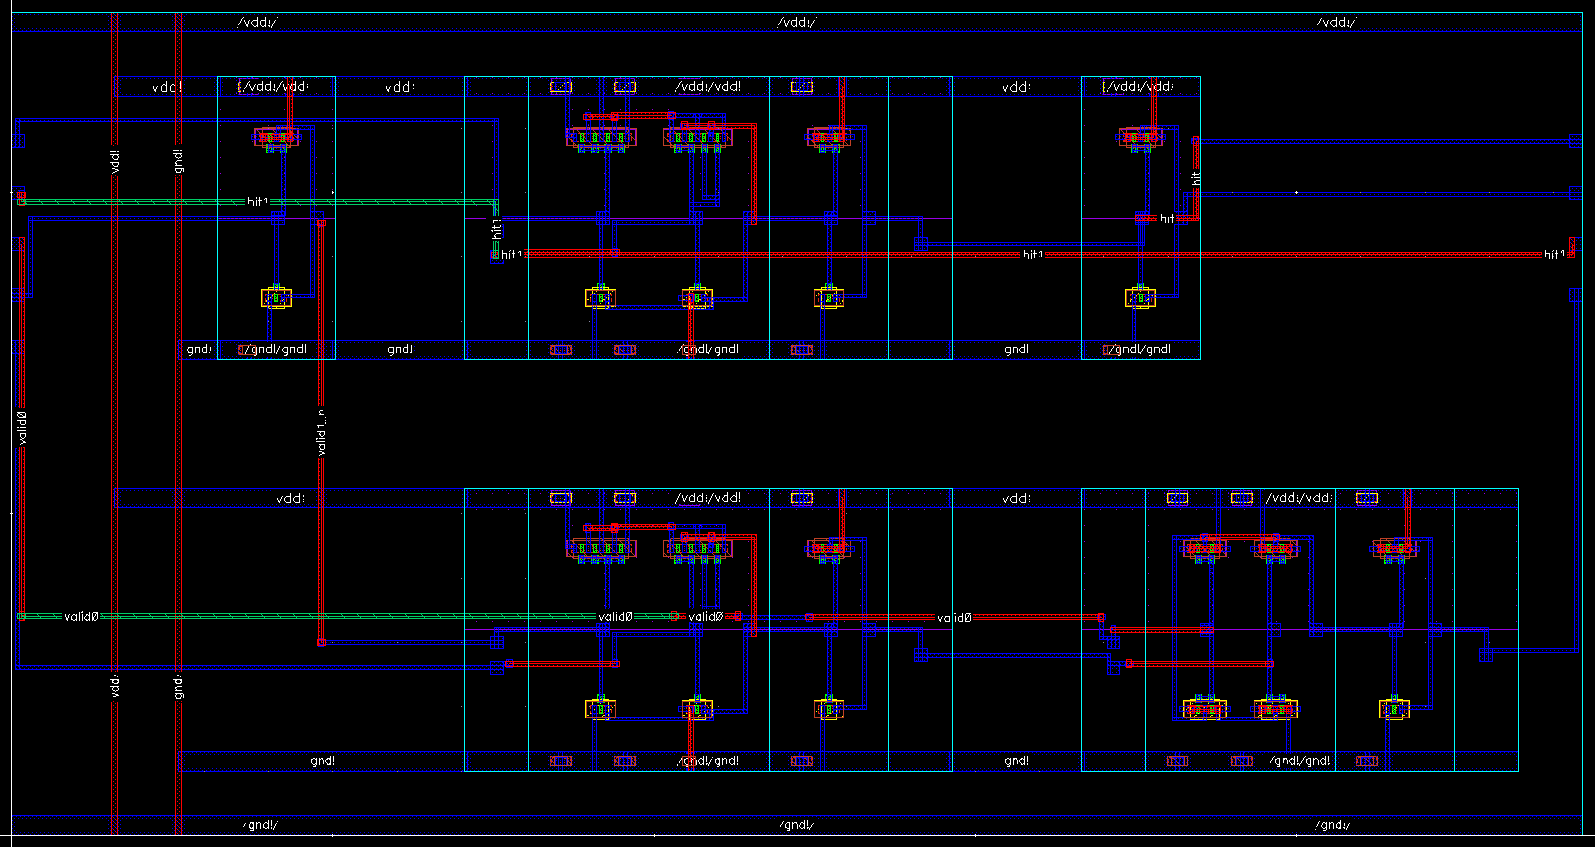 /vdd!/ /vdd!/ /vdd!/
vdd! /vdd!/vdd! vdd! /vdd!/vdd! vdd! /vdd!/vdd!
vdd! gnd!
hit
hit1
hit
hit1
hit1 hit1 hit1
gnd! /gnd!/gnd! gnd! /gnd!/gnd! gnd! /gnd!/gnd!
valid0 valid1_n
vdd! /vdd!/vdd! vdd! /vdd!/vdd!
valid0 valid0 valid0 valid0
vdd! gnd!
gnd! /gnd!/gnd! gnd! /gnd!/gnd!
/gnd!/ /gnd!/ /gnd!/